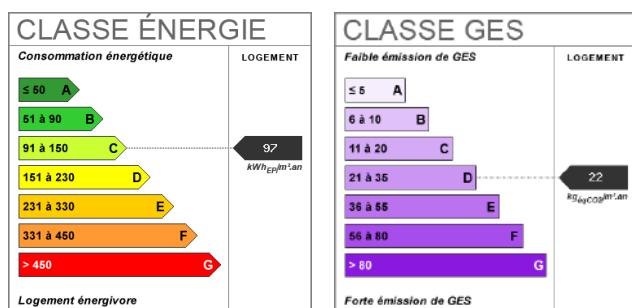 CLASSE ÉNERGIE
Consommation énergétique
LOGEMENT
≤ 50 A
51 à 90 B
91 à 150 C
97
kWhEP/m².an
151 à 230 D
231 à 330 E
331 à 450 F
> 450 G
Logement énergivore
CLASSE GES
Faible émission de GES
LOGEMENT
≤ 5 A
6 à 10 B
11 à 20 C
21 à 35 D
22
kgéqCO2/m².an
36 à 55 E
56 à 80 F
> 80 G
Forte émission de GES